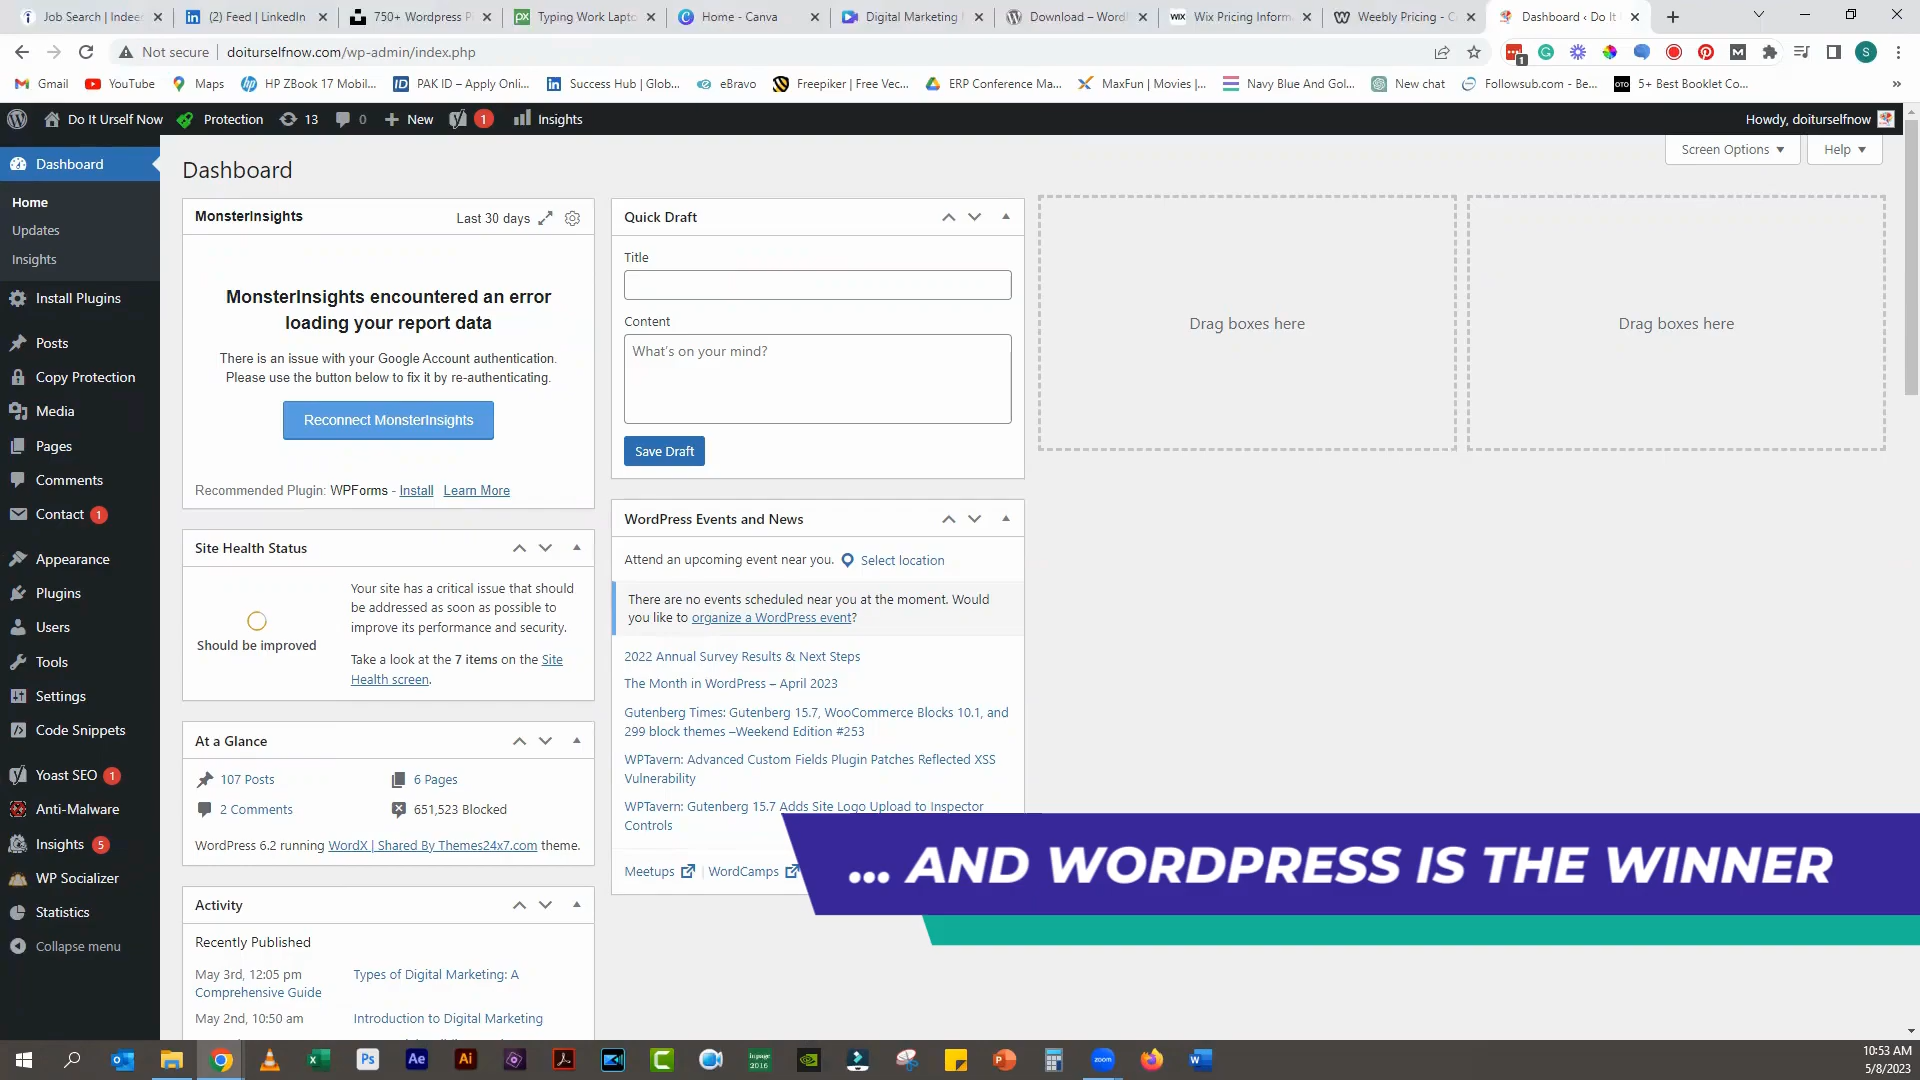 Job Search | Indee
(2) Feed | LinkedIn
750+ Wordpress P
Typing Work Lapto
Home - Canva
Digital Marketing
Download – Word
Wix Pricing Inform
Weebly Pricing - C
Dashboard ‹ Do It
Not secure
doiturselfnow.com/wp-admin/index.php
Gmail
YouTube
Maps
HP ZBook 17 Mobil...
PAK ID – Apply Onli...
Success Hub | Glob...
eBravo
Freepiker | Free Vec...
ERP Conference Ma...
MaxFun | Movies |...
Navy Blue And Gol...
New chat
Followsub.com - Be...
5+ Best Booklet Co...
Do It Urself Now
Protection
13
0
New
1
Insights
Howdy, doiturselfnow
Dashboard
Home
Updates
Insights
Install Plugins
Posts
Copy Protection
Media
Pages
Comments
Contact 1
Appearance
Plugins
Users
Tools
Settings
Code Snippets
Yoast SEO 1
Anti-Malware
Insights 5
WP Socializer
Statistics
Collapse menu
Screen Options
Help
Dashboard
MonsterInsights
Last 30 days
MonsterInsights encountered an error
loading your report data
There is an issue with your Google Account authentication.
Please use the button below to fix it by re-authenticating.
Reconnect MonsterInsights
Recommended Plugin: WPForms - Install Learn More
Site Health Status
Should be improved
Your site has a critical issue that should
be addressed as soon as possible to
improve its performance and security.
Take a look at the 7 items on the Site
Health screen.
At a Glance
107 Posts
6 Pages
2 Comments
651,523 Blocked
WordPress 6.2 running WordX | Shared By Themes24x7.com theme.
Activity
Recently Published
May 3rd, 12:05 pm Types of Digital Marketing: A
Comprehensive Guide
May 2nd, 10:50 am Introduction to Digital Marketing
Quick Draft
Title
Content
What's on your mind?
Save Draft
WordPress Events and News
Attend an upcoming event near you. Select location
There are no events scheduled near you at the moment. Would
you like to organize a WordPress event?
2022 Annual Survey Results & Next Steps
The Month in WordPress – April 2023
Gutenberg Times: Gutenberg 15.7, WooCommerce Blocks 10.1, and
299 block themes –Weekend Edition #253
WPTavern: Advanced Custom Fields Plugin Patches Reflected XSS
Vulnerability
WPTavern: Gutenberg 15.7 Adds Site Logo Upload to Inspector
Controls
Meetups | WordCamps
Drag boxes here
Drag boxes here
... AND WORDPRESS IS THE WINNER
10:53 AM
5/8/2023